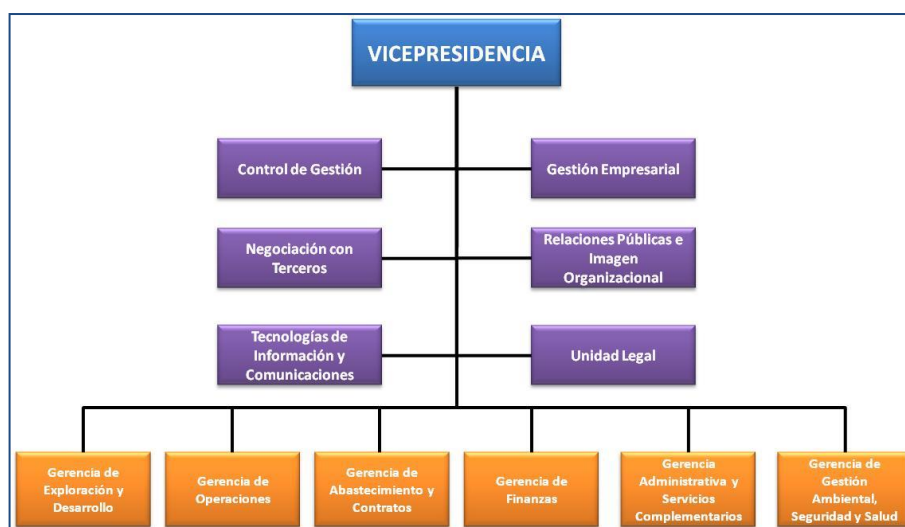 VICEPRESIDENCIA
Control de Gestión
Gestión Empresarial
Negociación con
Terceros
Relaciones Públicas e
Imagen
Organizacional
Tecnologías de
Información y
Comunicaciones
Unidad Legal
Gerencia de
Exploración y
Desarrollo
Gerencia de
Operaciones
Gerencia de
Abastecimiento y
Contratos
Gerencia de
Finanzas
Gerencia
Administrativa y
Servicios
Complementarios
Gerencia de
Gestión
Ambiental,
Seguridad y Salud